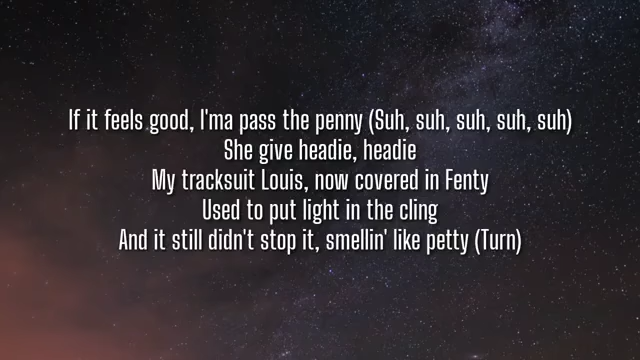 If it feels good, I'ma pass the penny (Suh, suh, suh, suh, suh)
She give headie, headie
My tracksuit Louis, now covered in Fenty
Used to put light in the cling
And it still didn't stop it, smellin' like petty (Turn)